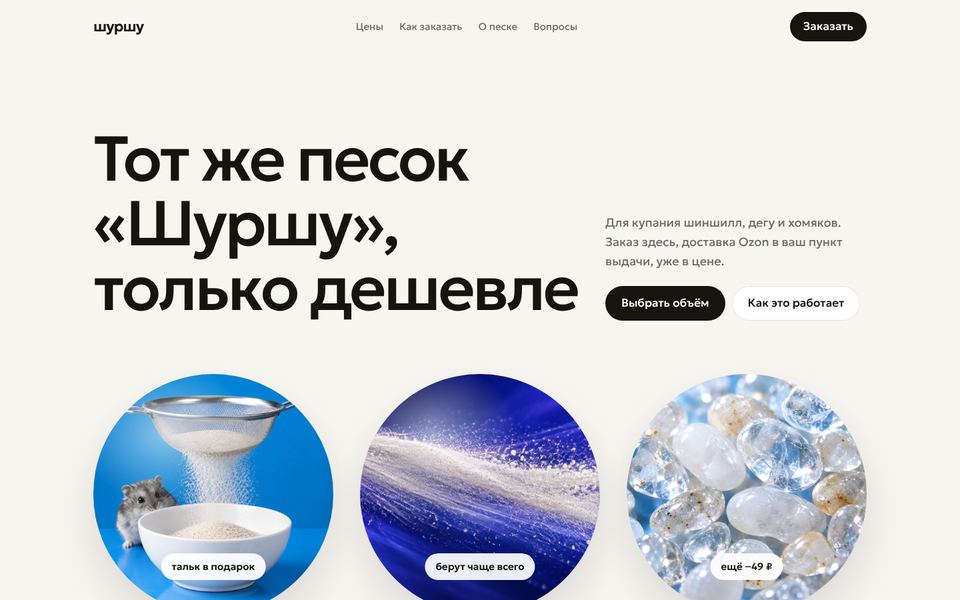 шуршу
Цены
Как заказать
О песке
Вопросы
Заказать
Тот же песок
«Шуршу»,
только дешевле
Для купания шиншилл, дегу и хомяков.
Заказ здесь, доставка Ozon в ваш пункт
выдачи, уже в цене.
Выбрать объём
Как это работает
тальк в подарок
берут чаще всего
ещё −49 ₽